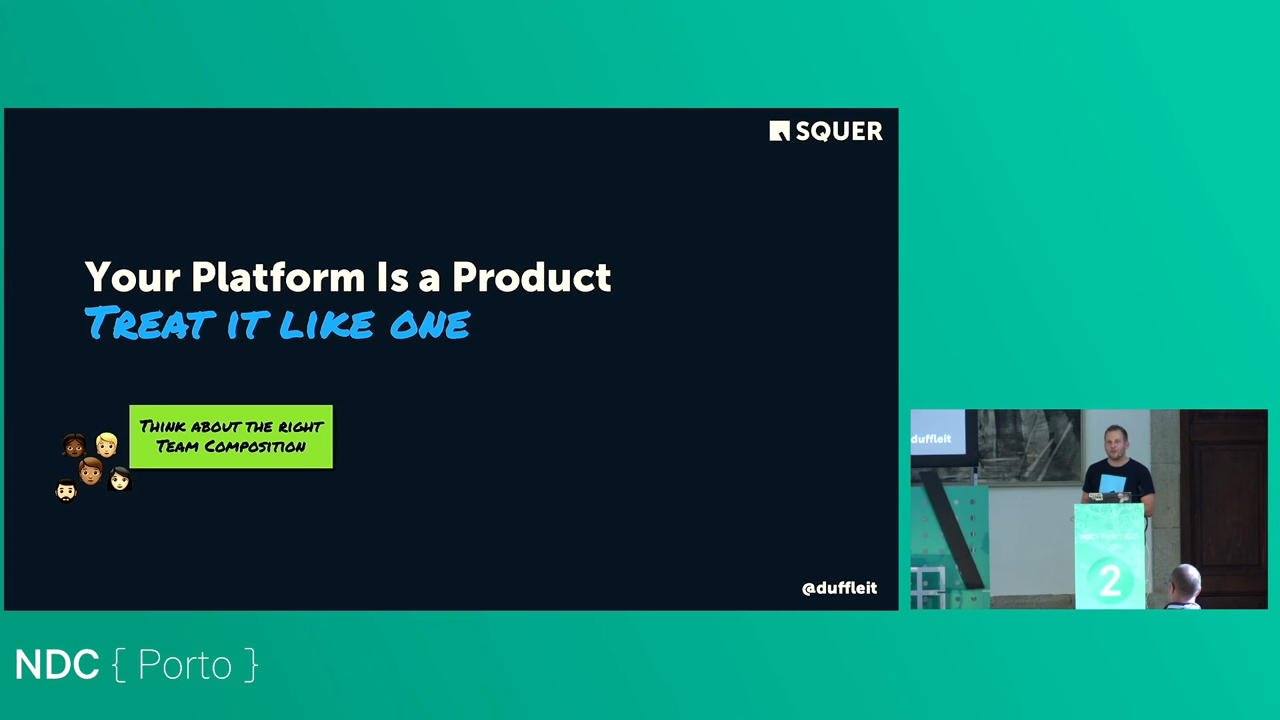 SQUER
Your Platform Is a Product
TREAT IT LIKE ONE
THINK ABOUT THE RIGHT
TEAM COMPOSITION
@duffleit
duffleit
2
NDC { Porto }